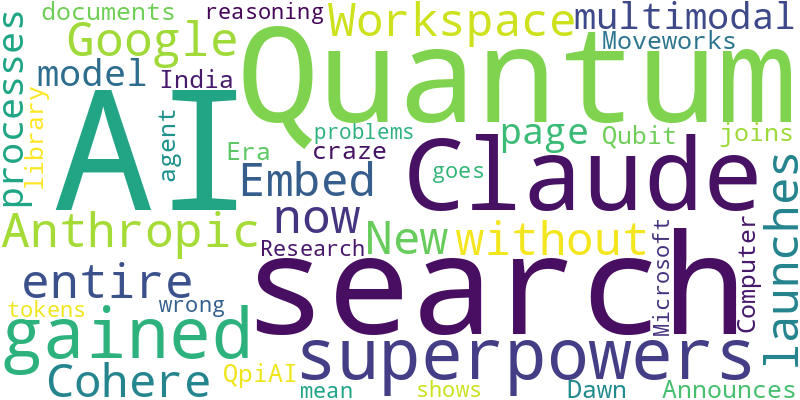 documents
reasoning
Workspace
multimodal
Google
Quantum
Moveworks
processes
model
India
AI
library
agent
problems
page
Qubit
joins
Era
craze
Claude
goes
Embed
launches
Anthropic
now
New
without
Research
search
Microsoft
Computer
entire
wrong
tokens
gained
superpowers
Cohere
QpiAI
mean
shows
Dawn
Announces